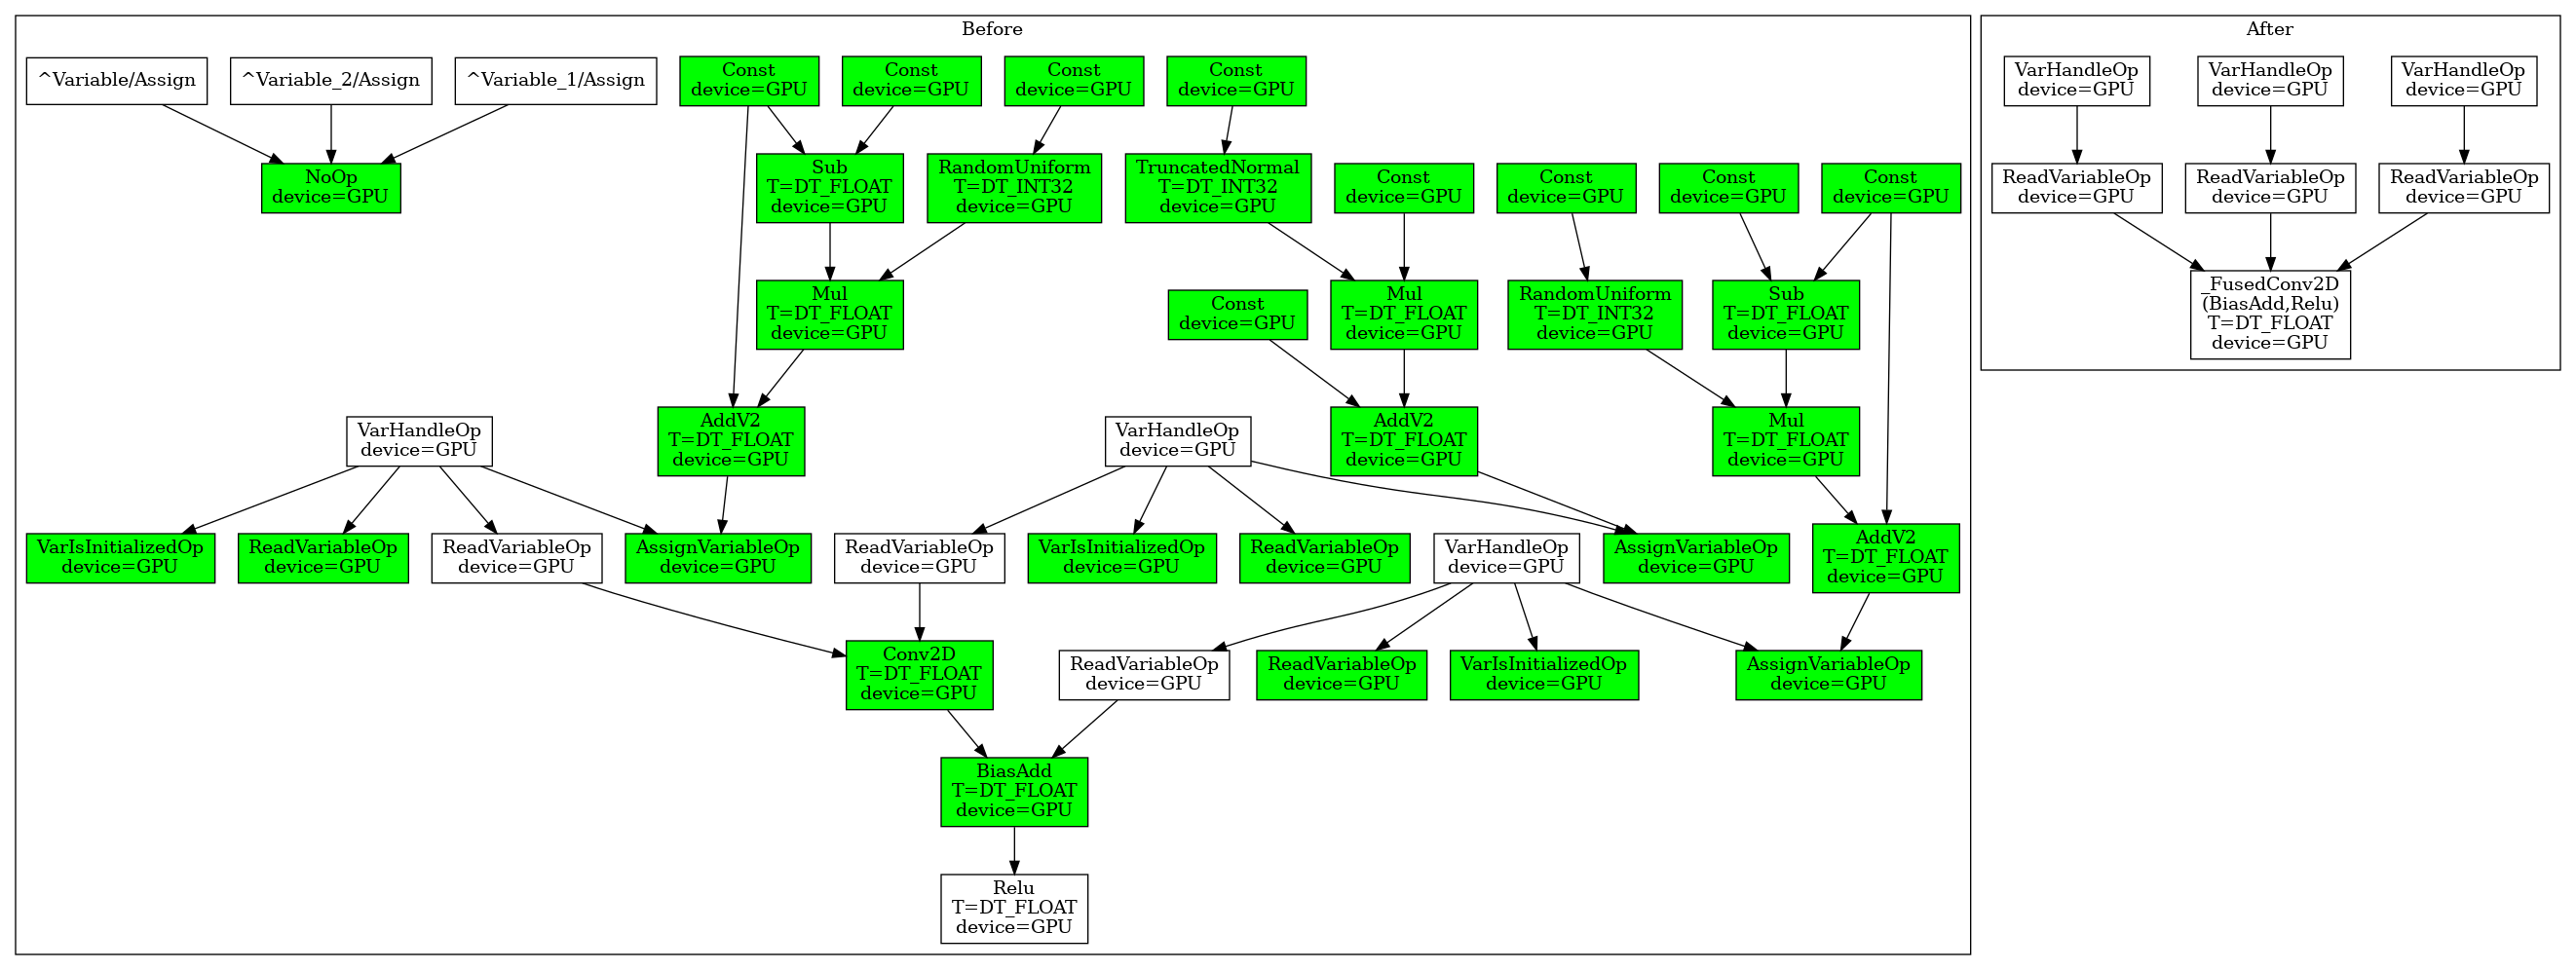 Before
^Variable/Assign
^Variable_2/Assign
^Variable_1/Assign
Const
device=GPU
Const
device=GPU
Const
device=GPU
Const
device=GPU
NoOp
device=GPU
Sub
T=DT_FLOAT
device=GPU
RandomUniform
T=DT_INT32
device=GPU
TruncatedNormal
T=DT_INT32
device=GPU
Const
device=GPU
Const
device=GPU
Const
device=GPU
Const
device=GPU
Mul
T=DT_FLOAT
device=GPU
Const
device=GPU
Mul
T=DT_FLOAT
device=GPU
RandomUniform
T=DT_INT32
device=GPU
Sub
T=DT_FLOAT
device=GPU
VarHandleOp
device=GPU
AddV2
T=DT_FLOAT
device=GPU
VarHandleOp
device=GPU
AddV2
T=DT_FLOAT
device=GPU
Mul
T=DT_FLOAT
device=GPU
VarIsInitializedOp
device=GPU
ReadVariableOp
device=GPU
ReadVariableOp
device=GPU
AssignVariableOp
device=GPU
ReadVariableOp
device=GPU
VarIsInitializedOp
device=GPU
ReadVariableOp
device=GPU
VarHandleOp
device=GPU
AssignVariableOp
device=GPU
AddV2
T=DT_FLOAT
device=GPU
Conv2D
T=DT_FLOAT
device=GPU
ReadVariableOp
device=GPU
ReadVariableOp
device=GPU
VarIsInitializedOp
device=GPU
AssignVariableOp
device=GPU
BiasAdd
T=DT_FLOAT
device=GPU
Relu
T=DT_FLOAT
device=GPU
After
VarHandleOp
device=GPU
VarHandleOp
device=GPU
VarHandleOp
device=GPU
ReadVariableOp
device=GPU
ReadVariableOp
device=GPU
ReadVariableOp
device=GPU
_FusedConv2D
(BiasAdd,Relu)
T=DT_FLOAT
device=GPU